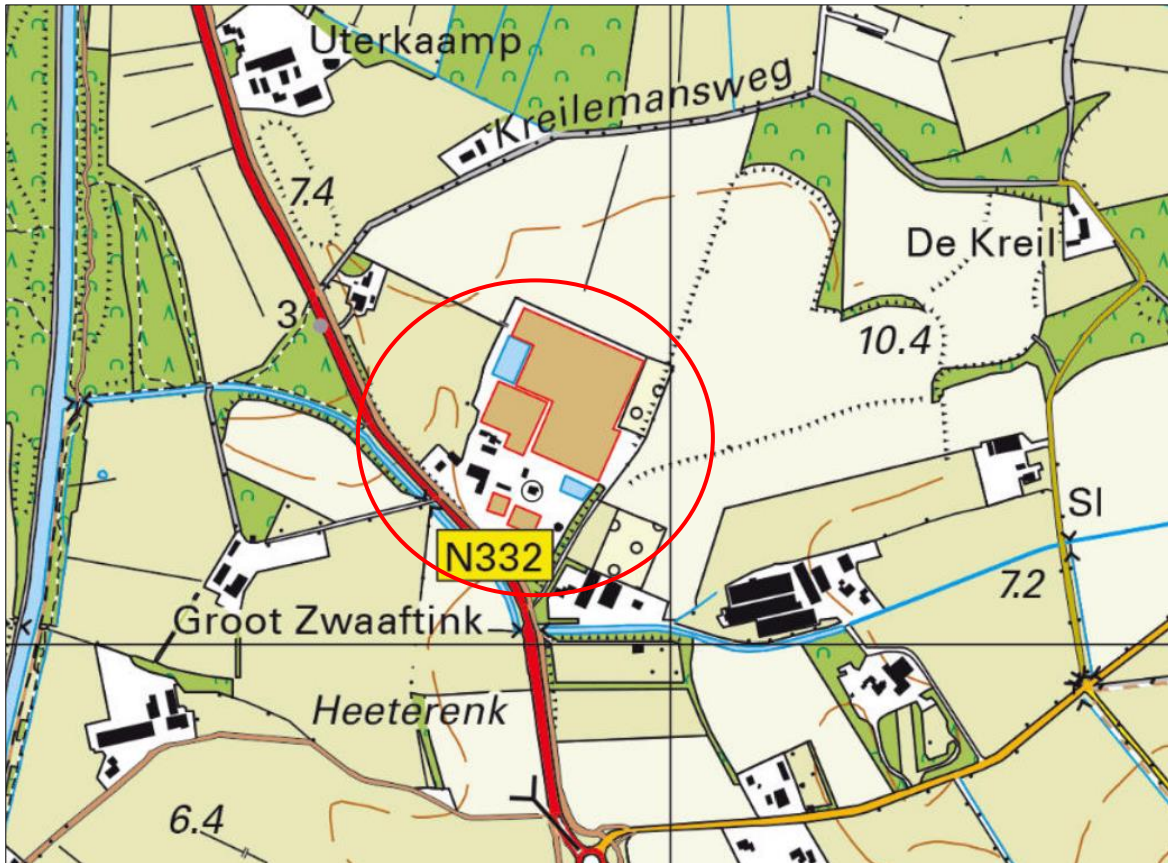 Uterkaamp
Kreilemansweg
7.4
De Kreil
3
10.4
Sl
N332
7.2
Groot Zwaaftink
Heeterenk
6.4